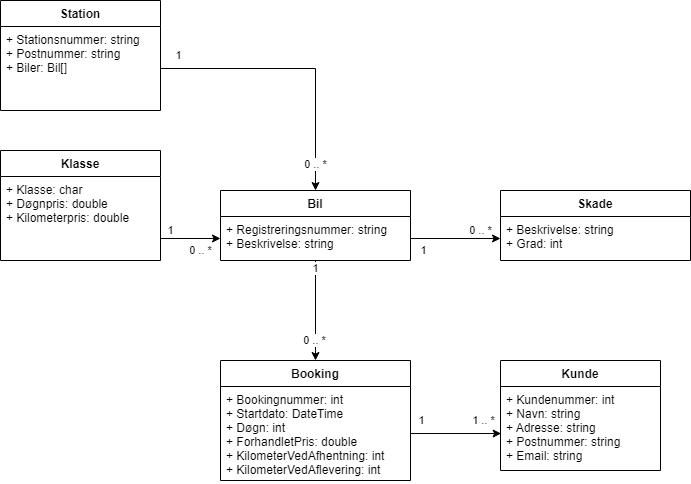 Station
+ Stationsnummer: string
+ Postnummer: string
+ Biler: Bil[]
1
0 .. *
Klasse
+ Klasse: char
+ Døgnpris: double
+ Kilometerpris: double
1
0 .. *
Bil
+ Registreringsnummer: string
+ Beskrivelse: string
1
0 .. *
Skade
+ Beskrivelse: string
+ Grad: int
1
0 .. *
Booking
+ Bookingnummer: int
+ Startdato: DateTime
+ Døgn: int
+ ForhandletPris: double
+ KilometerVedAfhentning: int
+ KilometerVedAflevering: int
1
1 .. *
Kunde
+ Kundenummer: int
+ Navn: string
+ Adresse: string
+ Postnummer: string
+ Email: string